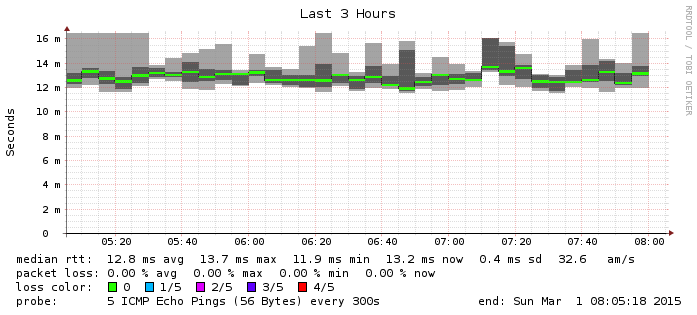 Last 3 Hours
RRDTOOL / TOBI OETIKER
Seconds
16 m
14 m
12 m
10 m
8 m
6 m
4 m
2 m
0
05:20 05:40 06:00 06:20 06:40 07:00 07:20 07:40 08:00
median rtt: 12.8 ms avg 13.7 ms max 11.9 ms min 13.2 ms now 0.4 ms sd 32.6 am/s
packet loss: 0.00 % avg 0.00 % max 0.00 % min 0.00 % now
loss color: 0 1/5 2/5 3/5 4/5
probe: 5 ICMP Echo Pings (56 Bytes) every 300s end: Sun Mar 1 08:05:18 2015